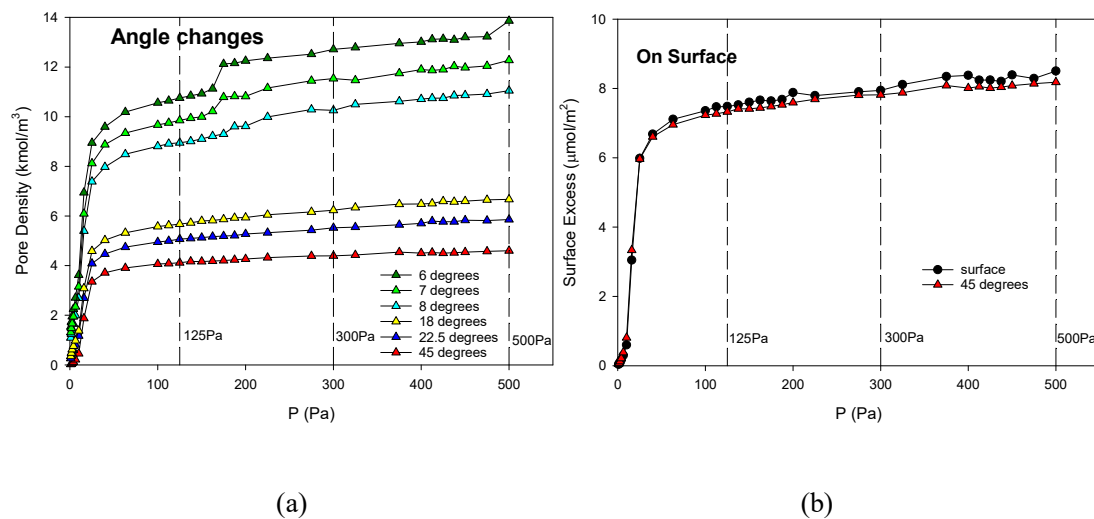 Angle changes
Pore Density (kmol/m³)
14
12
10
8
6
4
2
0
6 degrees
7 degrees
8 degrees
18 degrees
22.5 degrees
45 degrees
125Pa
300Pa
500Pa
0 100 200 300 400 500
P (Pa)
(a)
On Surface
Surface Excess (μmol/m²)
10
8
6
4
2
0
surface
45 degrees
125Pa
300Pa
500Pa
0 100 200 300 400 500
P (Pa)
(b)